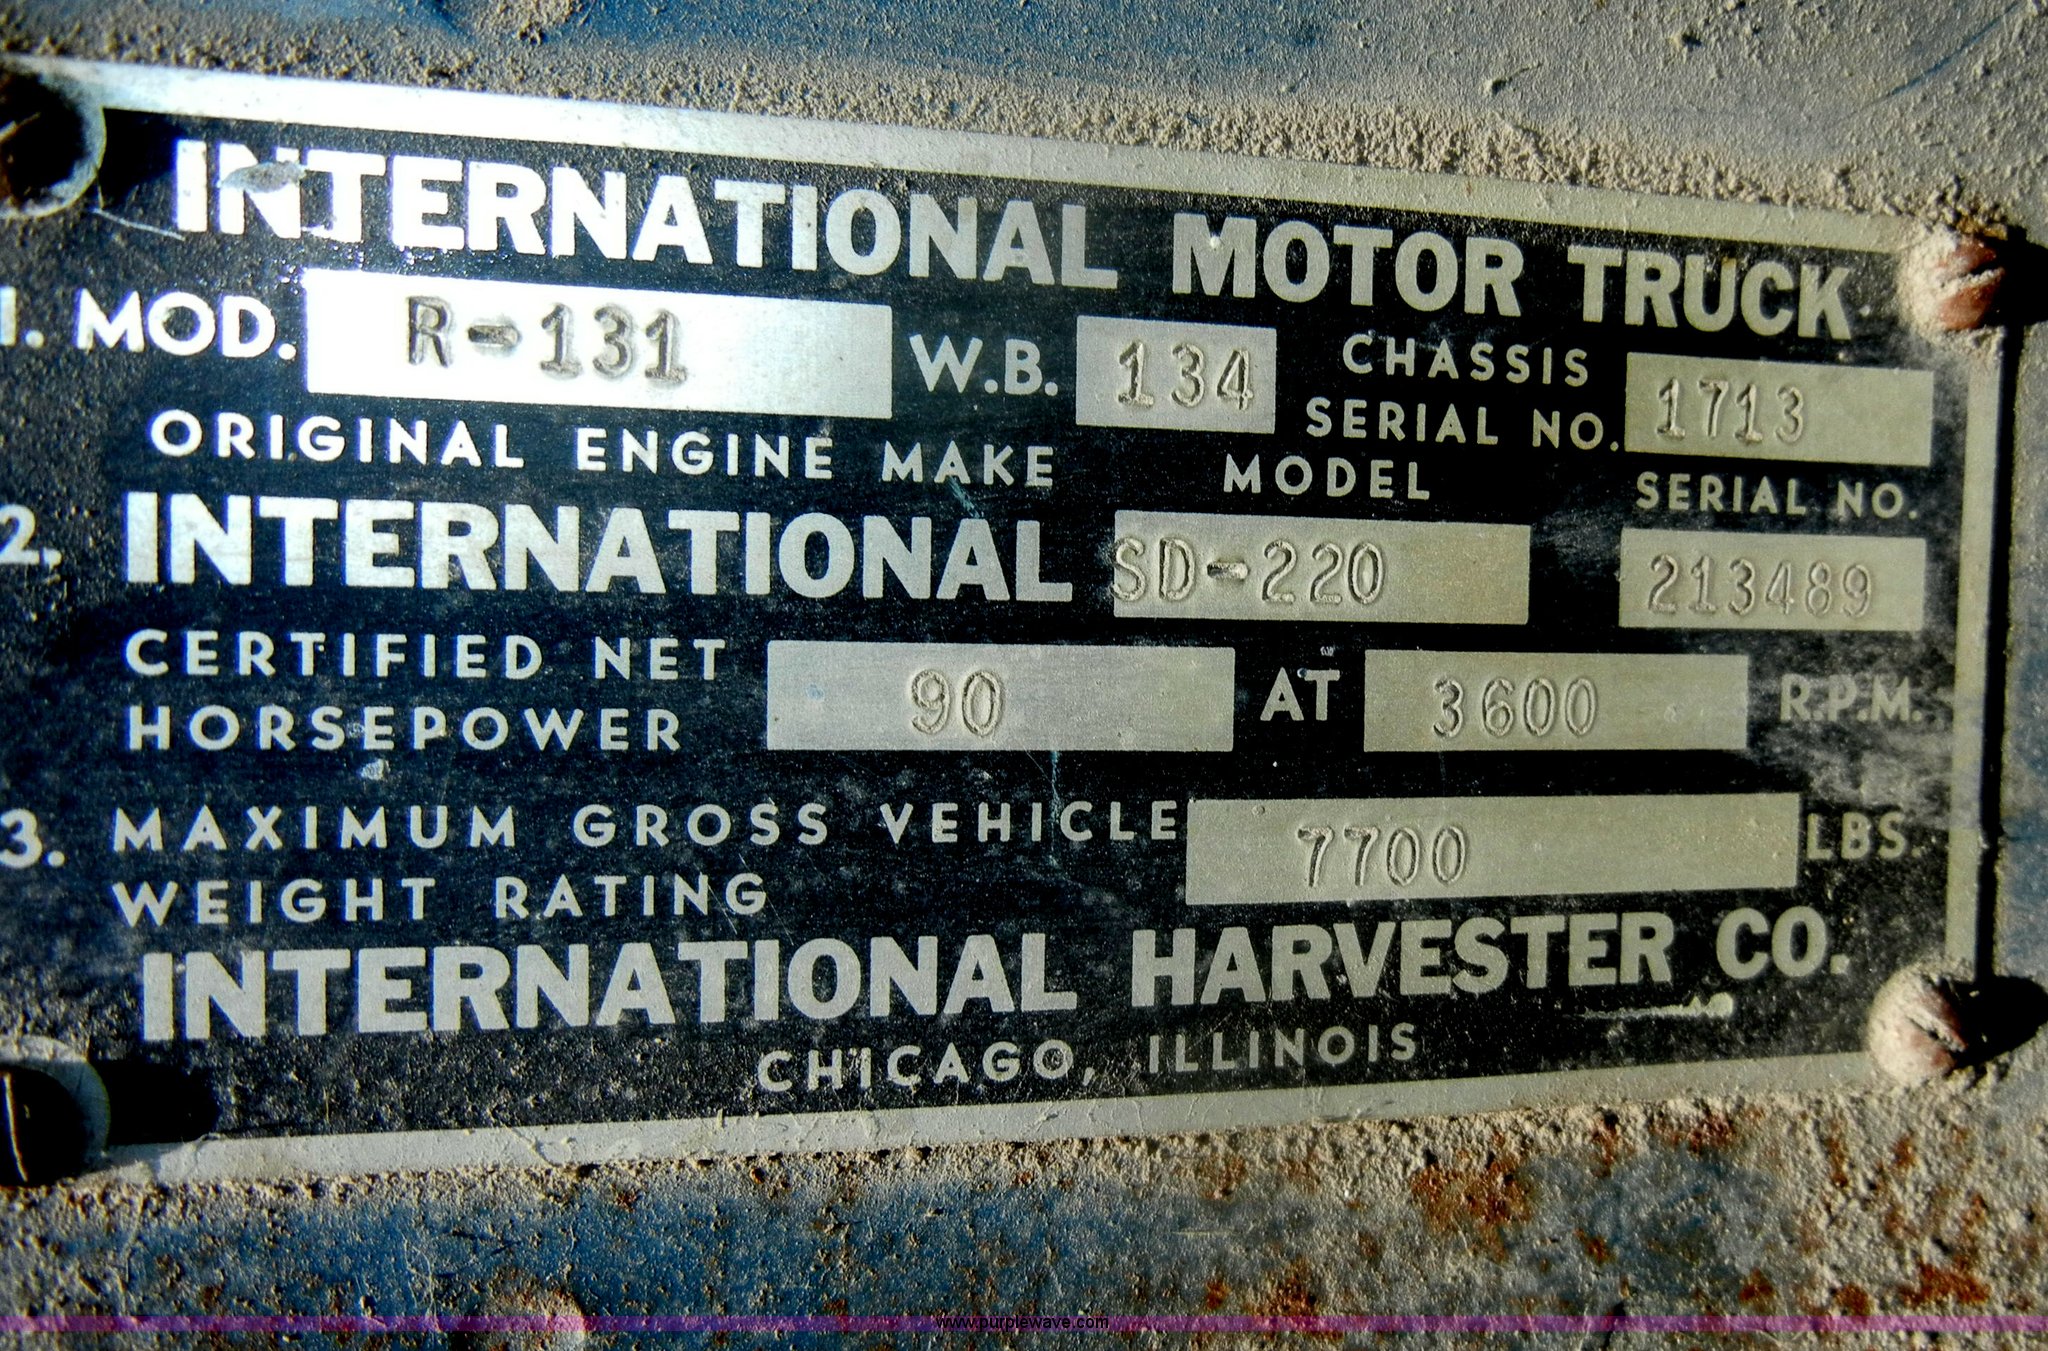 INTERNATIONAL MOTOR TRUCK
1. MOD. R-131 W.B. 134 CHASSIS SERIAL NO. 1713
ORIGINAL ENGINE MAKE MODEL SERIAL NO.
2. INTERNATIONAL SD-220 213489
CERTIFIED NET HORSEPOWER 90 AT 3600 R.P.M.
3. MAXIMUM GROSS VEHICLE WEIGHT RATING 7700 LBS.
INTERNATIONAL HARVESTER CO.
CHICAGO, ILLINOIS
www.purplewave.com